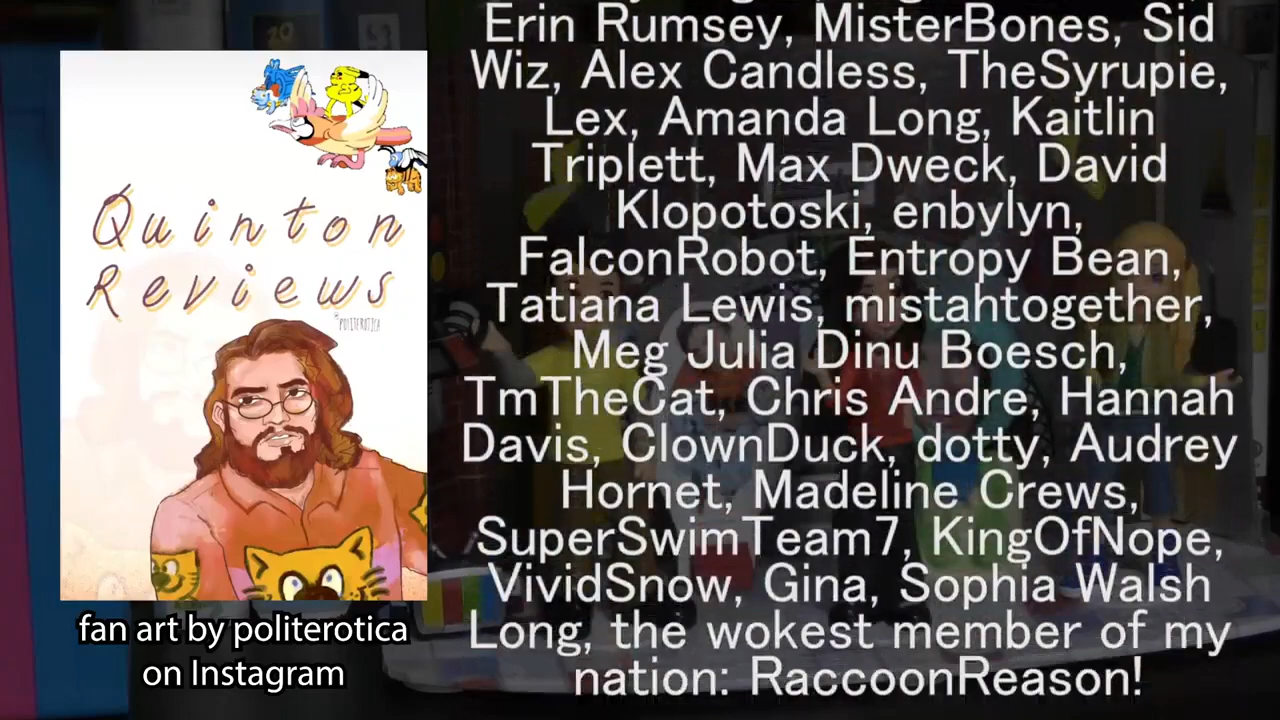 Quinton
Reviews
@POLITEROTICA
fan art by politerotica
on Instagram
Erin Rumsey, MisterBones, Sid
Wiz, Alex Candless, TheSyrupie,
Lex, Amanda Long, Kaitlin
Triplett, Max Dweck, David
Klopotoski, enbylyn,
FalconRobot, Entropy Bean,
Tatiana Lewis, mistahtogether,
Meg Julia Dinu Boesch,
TmTheCat, Chris Andre, Hannah
Davis, ClownDuck, dotty, Audrey
Hornet, Madeline Crews,
SuperSwimTeam7, KingOfNope,
VividSnow, Gina, Sophia Walsh
Long, the wokest member of my
nation: RaccoonReason!